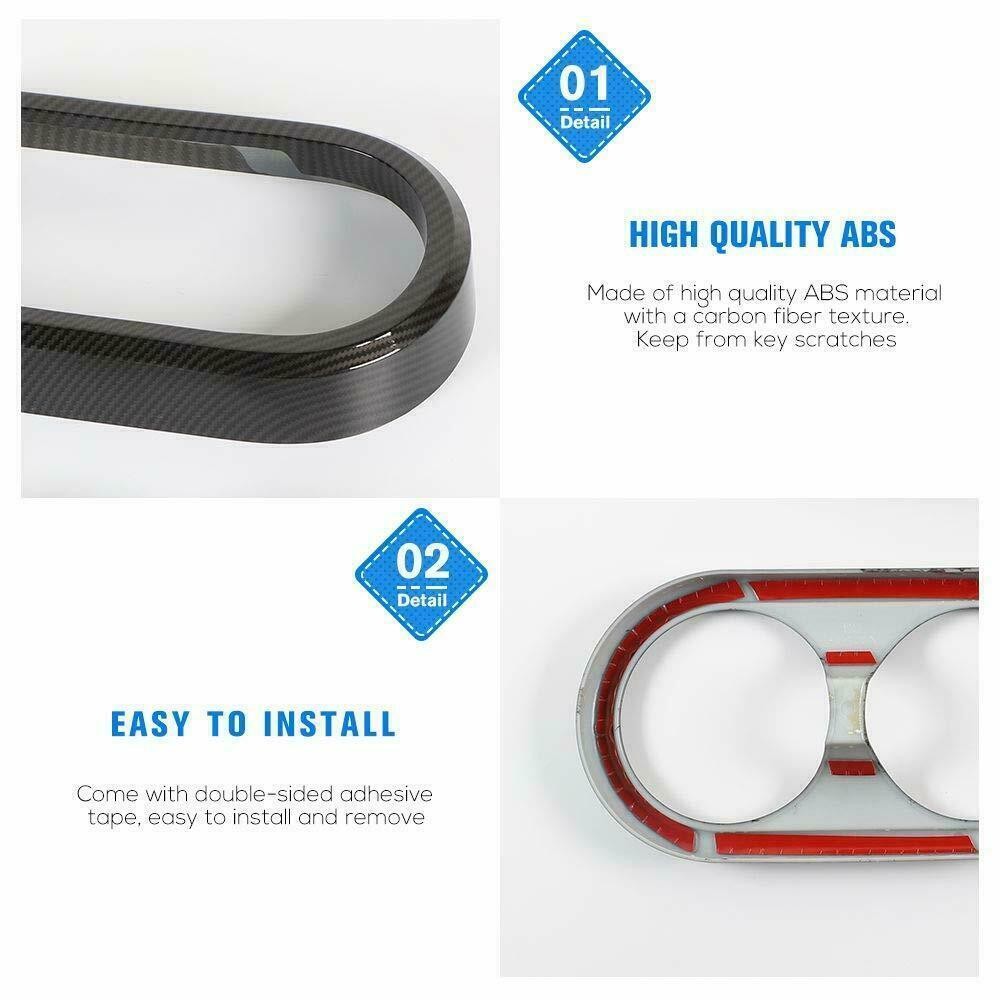 01
Detail
HIGH QUALITY ABS
Made of high quality ABS material
with a carbon fiber texture.
Keep from key scratches
02
Detail
EASY TO INSTALL
Come with double-sided adhesive
tape, easy to install and remove